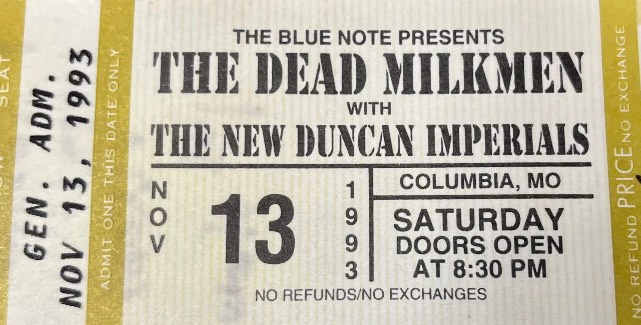 SEAT
GEN. ADM.
NOV 13, 1993
ADMIT ONE THIS DATE ONLY
THE BLUE NOTE PRESENTS
THE DEAD MILKMEN
WITH
THE NEW DUNCAN IMPERIALS
NOV
13
1993
COLUMBIA, MO
SATURDAY
DOORS OPEN
AT 8:30 PM
NO REFUNDS/NO EXCHANGES
NO REFUND PRICE NO EXCHANGE